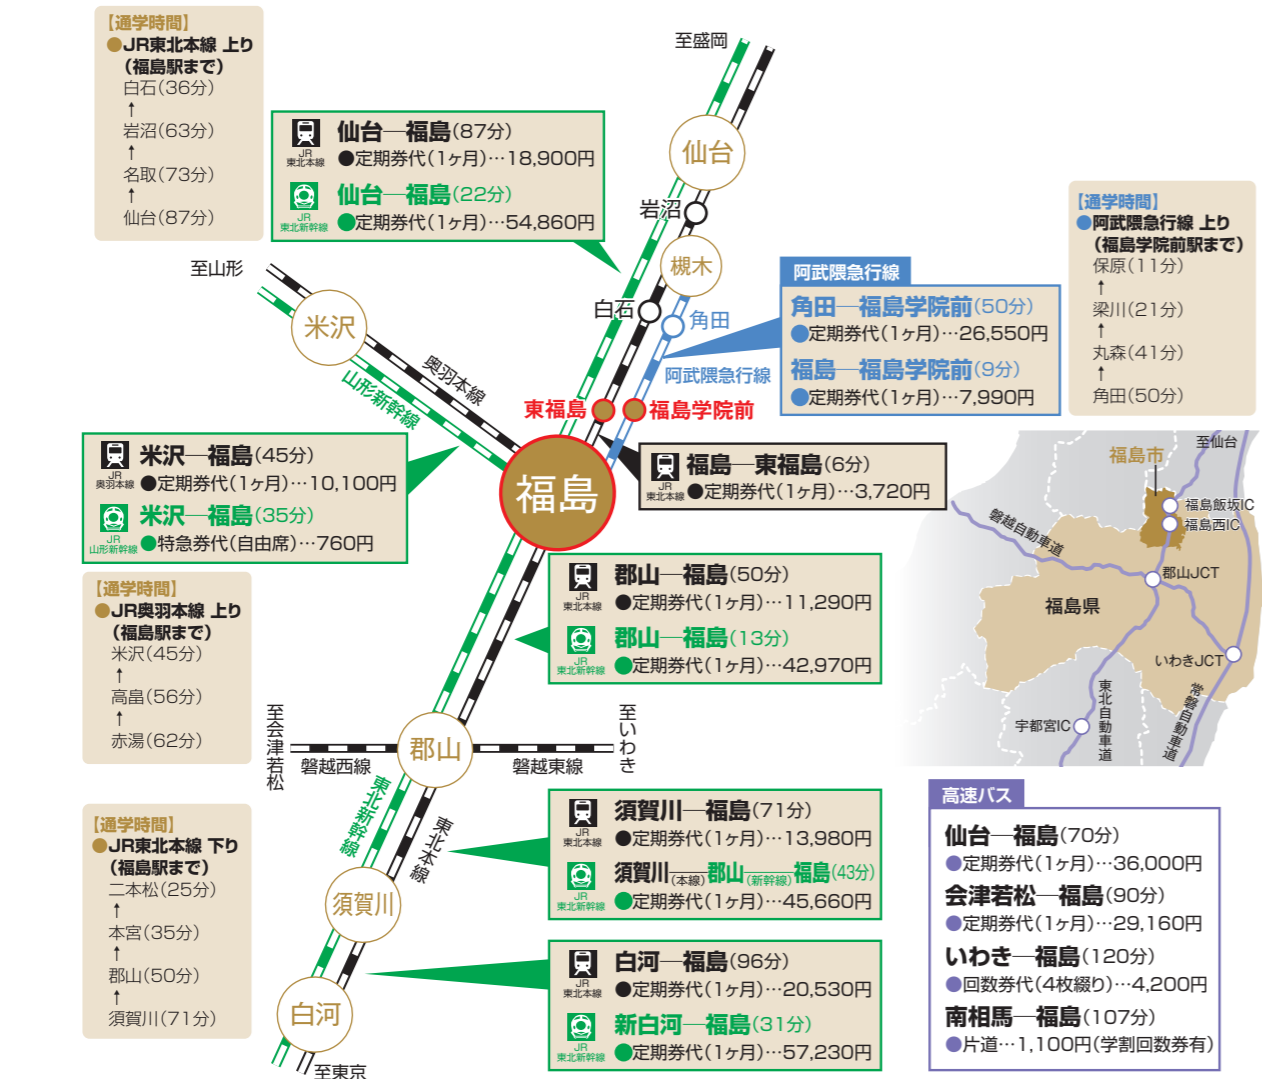 【通学時間】
●JR東北本線 上り
（福島駅まで）
白石（36分）
↑
岩沼（63分）
↑
名取（73分）
↑
仙台（87分）
JR
東北本線
仙台―福島（87分）
●定期券代（1ヶ月）…18,900円
JR
東北新幹線
仙台―福島（22分）
●定期券代（1ヶ月）…54,860円
至盛岡
仙台
岩沼
槻木
白石
角田
阿武隈急行線
東福島
福島学院前
至山形
米沢
奥羽本線
山形新幹線
福島
阿武隈急行線
角田―福島学院前（50分）
●定期券代（1ヶ月）…26,550円
福島―福島学院前（9分）
●定期券代（1ヶ月）…7,990円
【通学時間】
●阿武隈急行線 上り
（福島学院前駅まで）
保原（11分）
↑
梁川（21分）
↑
丸森（41分）
↑
角田（50分）
JR
奥羽本線
米沢―福島（45分）
●定期券代（1ヶ月）…10,100円
JR
山形新幹線
米沢―福島（35分）
●特急券代（自由席）…760円
JR
東北本線
福島―東福島（6分）
●定期券代（1ヶ月）…3,720円
【通学時間】
●JR奥羽本線 上り
（福島駅まで）
米沢（45分）
↑
高畠（56分）
↑
赤湯（62分）
JR
東北本線
郡山―福島（50分）
●定期券代（1ヶ月）…11,290円
JR
東北新幹線
郡山―福島（13分）
●定期券代（1ヶ月）…42,970円
至会津若松
磐越西線
郡山
磐越東線
至いわき
東北新幹線
東北本線
須賀川
白河
至東京
【通学時間】
●JR東北本線 下り
（福島駅まで）
二本松（25分）
↑
本宮（35分）
↑
郡山（50分）
↑
須賀川（71分）
JR
東北本線
須賀川―福島（71分）
●定期券代（1ヶ月）…13,980円
JR
東北新幹線
須賀川―（本線）郡山―（新幹線）福島（43分）
●定期券代（1ヶ月）…45,660円
JR
東北本線
白河―福島（96分）
●定期券代（1ヶ月）…20,530円
JR
東北新幹線
新白河―福島（31分）
●定期券代（1ヶ月）…57,230円
至仙台
福島市
福島飯坂IC
福島西IC
磐越自動車道
郡山JCT
福島県
いわきJCT
宇都宮IC
東北自動車道
常磐自動車道
高速バス
仙台―福島（70分）
●定期券代（1ヶ月）…36,000円
会津若松―福島（90分）
●定期券代（1ヶ月）…29,160円
いわき―福島（120分）
●回数券代（4枚綴り）…4,200円
南相馬―福島（107分）
●片道…1,100円（学割回数券有）